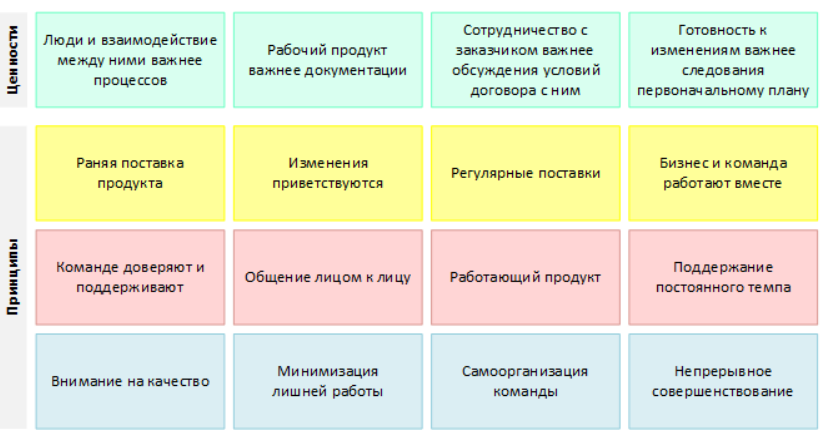 Ценности
Люди и взаимодействие
между ними важнее
процессов
Рабочий продукт
важнее документации
Сотрудничество с
заказчиком важнее
обсуждения условий
договора с ним
Готовность к
изменениям важнее
следования
первоначальному плану
Принципы
Раняя поставка
продукта
Изменения
приветствуются
Регулярные поставки
Бизнес и команда
работают вместе
Команде доверяют и
поддерживают
Общение лицом к лицу
Работающий продукт
Поддержание
постоянного темпа
Внимание на качество
Минимизация
лишней работы
Самоорганизация
команды
Непрерывное
совершенствование